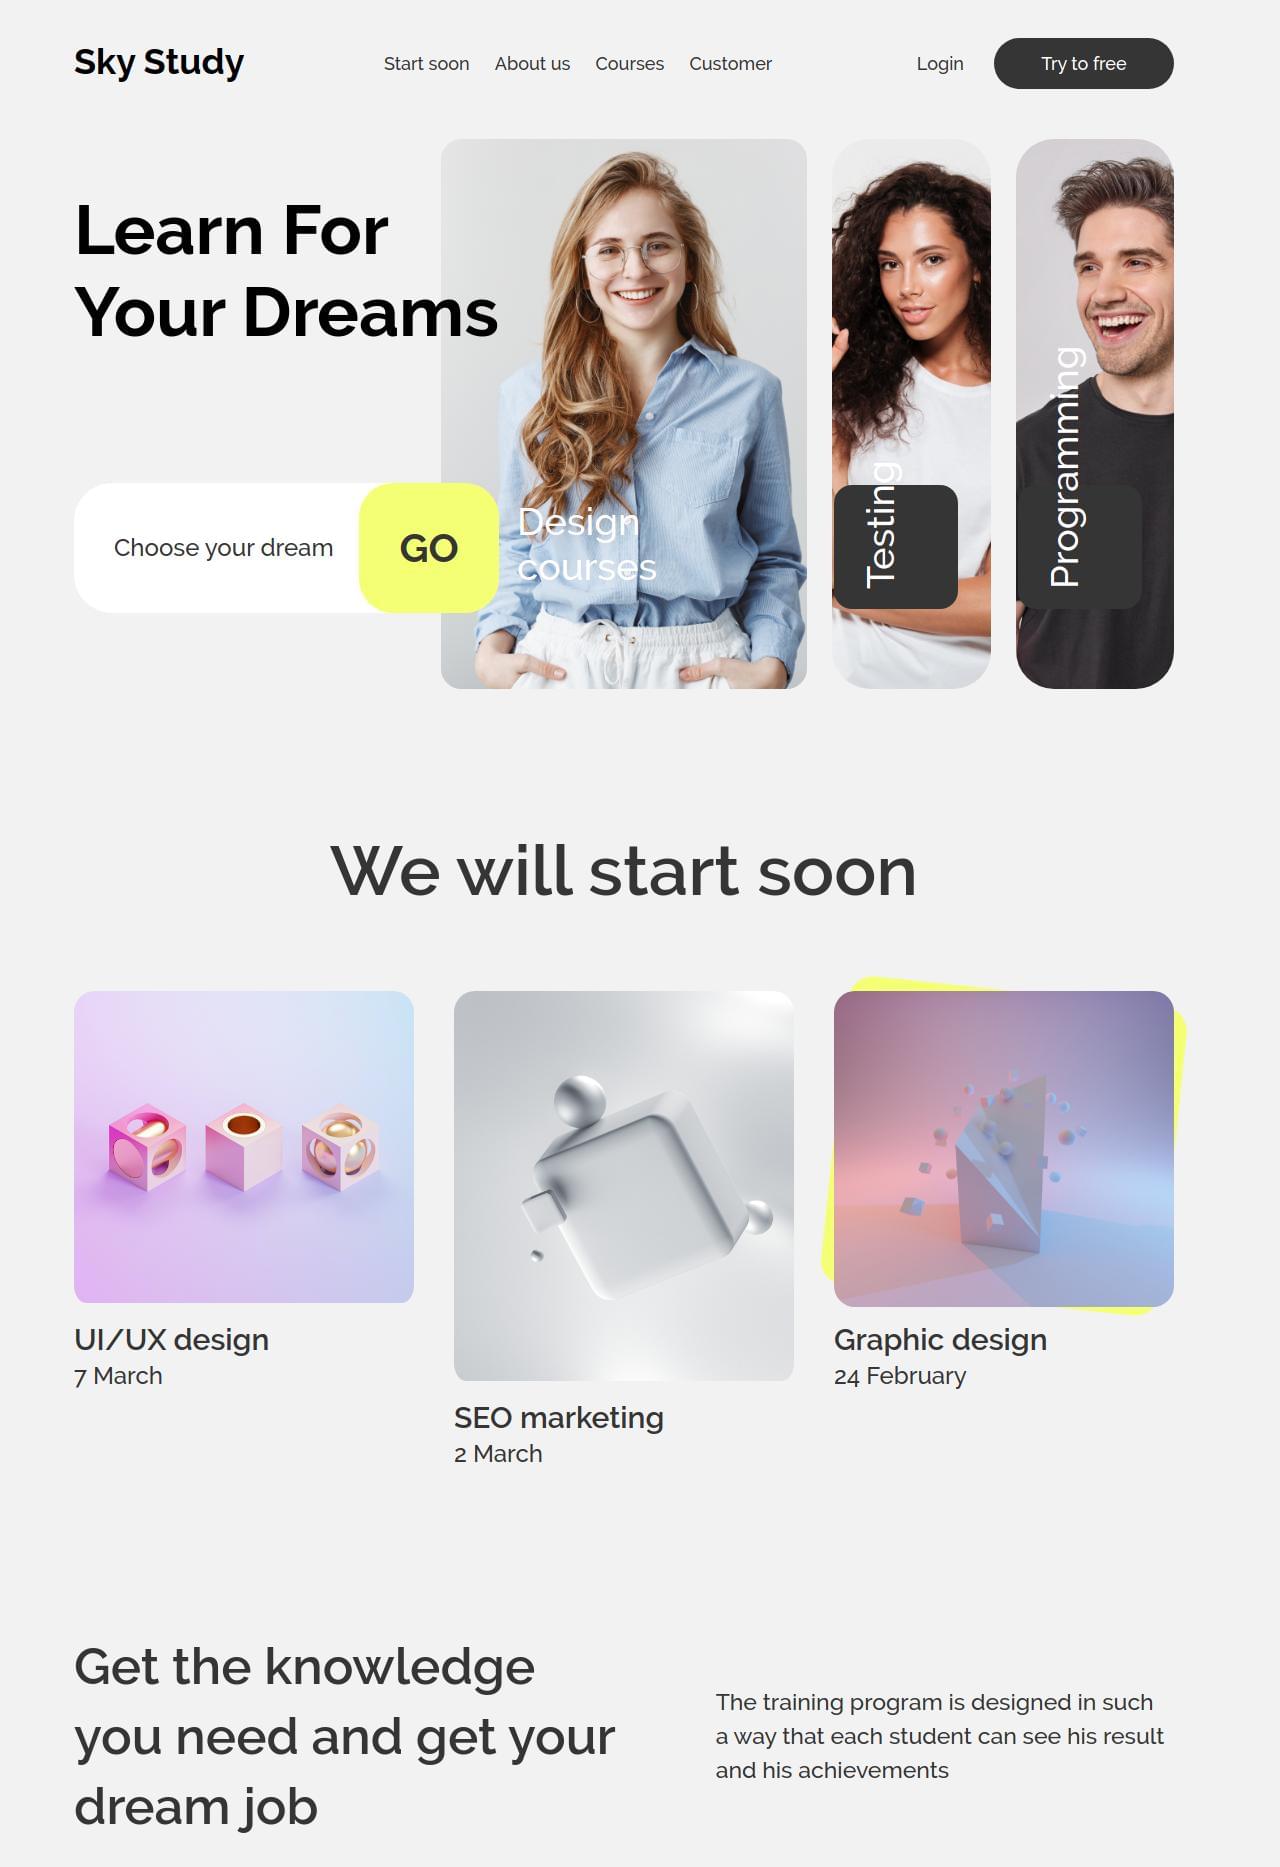 Sky Study
Start soon
About us
Courses
Customer
Login
Try to free
Learn For
Your Dreams
Choose your dream
GO
Design
courses
Testing
Programming
We will start soon
UI/UX design
7 March
SEO marketing
2 March
Graphic design
24 February
Get the knowledge
you need and get your
dream job
The training program is designed in such
a way that each student can see his result
and his achievements